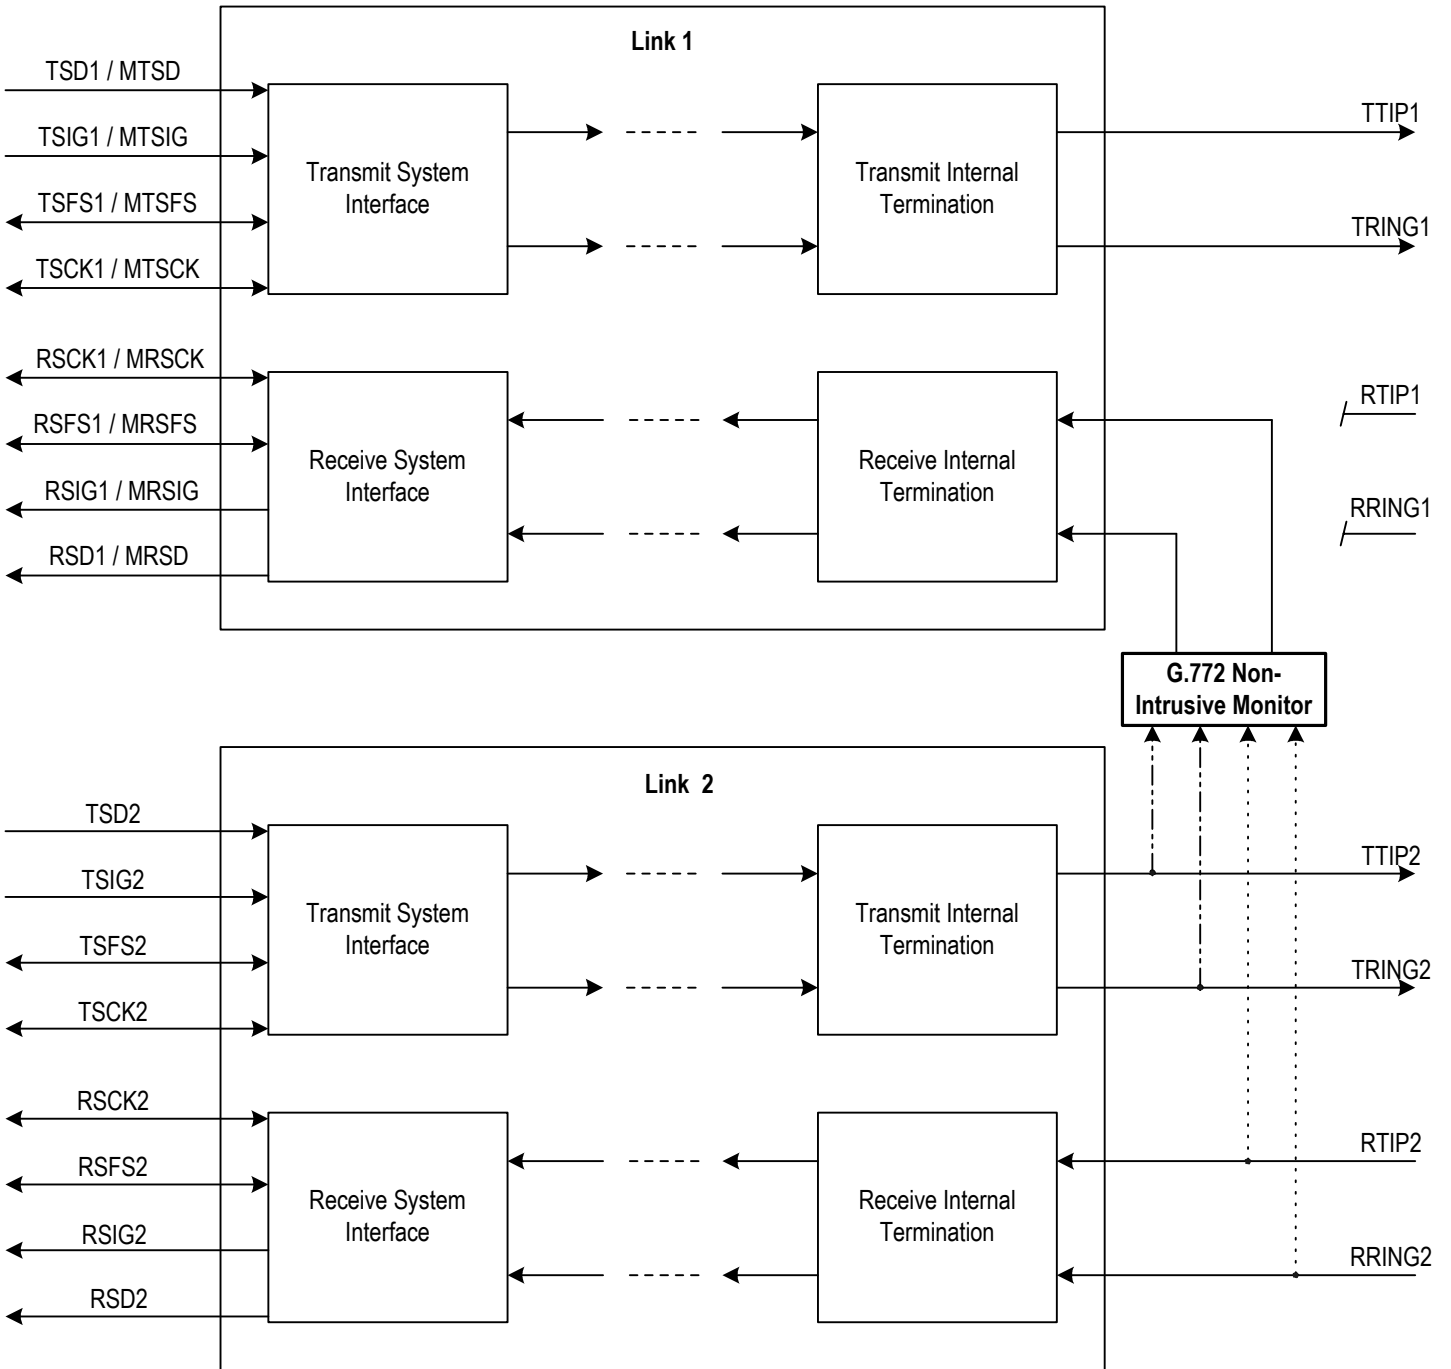 Link 1
TSD1 / MTSD
TSIG1 / MTSIG
TSFS1 / MTSFS
TSCK1 / MTSCK
Transmit System
Interface
Transmit Internal
Termination
TTIP1
TRING1
RSCK1 / MRSCK
RSFS1 / MRSFS
RSIG1 / MRSIG
RSD1 / MRSD
Receive System
Interface
Receive Internal
Termination
RTIP1
RRING1
G.772 Non-
Intrusive Monitor
Link 2
TSD2
TSIG2
TSFS2
TSCK2
Transmit System
Interface
Transmit Internal
Termination
TTIP2
TRING2
RSCK2
RSFS2
RSIG2
RSD2
Receive System
Interface
Receive Internal
Termination
RTIP2
RRING2